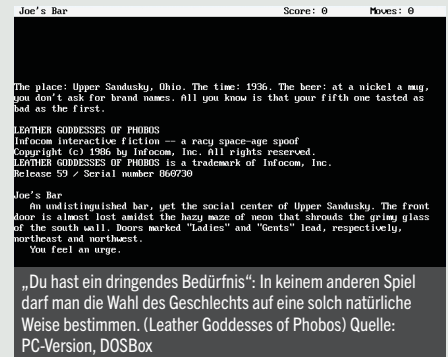 Joe's Bar Score: 0 Moves: 0
The place: Upper Sandusky, Ohio. The time: 1936. The beer: at a nickel a mug,
you don't ask for brand names. All you know is that your fifth one tasted as
bad as the first.
LEATHER GODDESSES OF PHOBOS
Infocom interactive fiction -- a racy space-age spoof
Copyright (c) 1986 by Infocom, Inc. All rights reserved.
LEATHER GODDESSES OF PHOBOS is a trademark of Infocom, Inc.
Release 59 / Serial number 860730
Joe's Bar
An undistinguished bar, yet the social center of Upper Sandusky. The front
door is almost lost amidst the hazy maze of neon that shrouds the grimy glass
of the south wall. Doors marked "Ladies" and "Gents" lead, respectively,
northeast and northwest.
You feel an urge.
„Du hast ein dringendes Bedürfnis“: In keinem anderen Spiel
darf man die Wahl des Geschlechts auf eine solch natürliche
Weise bestimmen. (Leather Goddesses of Phobos) Quelle:
PC-Version, DOSBox